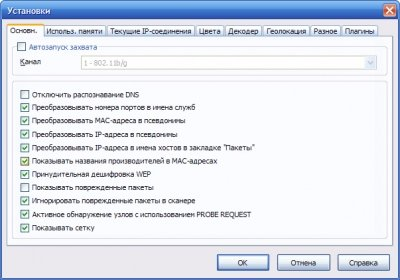 Установки
Основн. Использ. памяти Текущие IP-соединения Цвета Декодер Геолокация Разное Плагины
Автозапуск захвата
Канал 1 - 802.11b/g
Отключить распознавание DNS
Преобразовывать номера портов в имена служб
Преобразовывать MAC-адреса в псевдонимы
Преобразовывать IP-адреса в псевдонимы
Преобразовывать IP-адреса в имена хостов в закладке "Пакеты"
Показывать названия производителей в MAC-адресах
Принудительная дешифровка WEP
Показывать поврежденные пакеты
Игнорировать поврежденные пакеты в сканере
Активное обнаружение узлов с использованием PROBE REQUEST
Показывать сетку
OK Отмена Справка